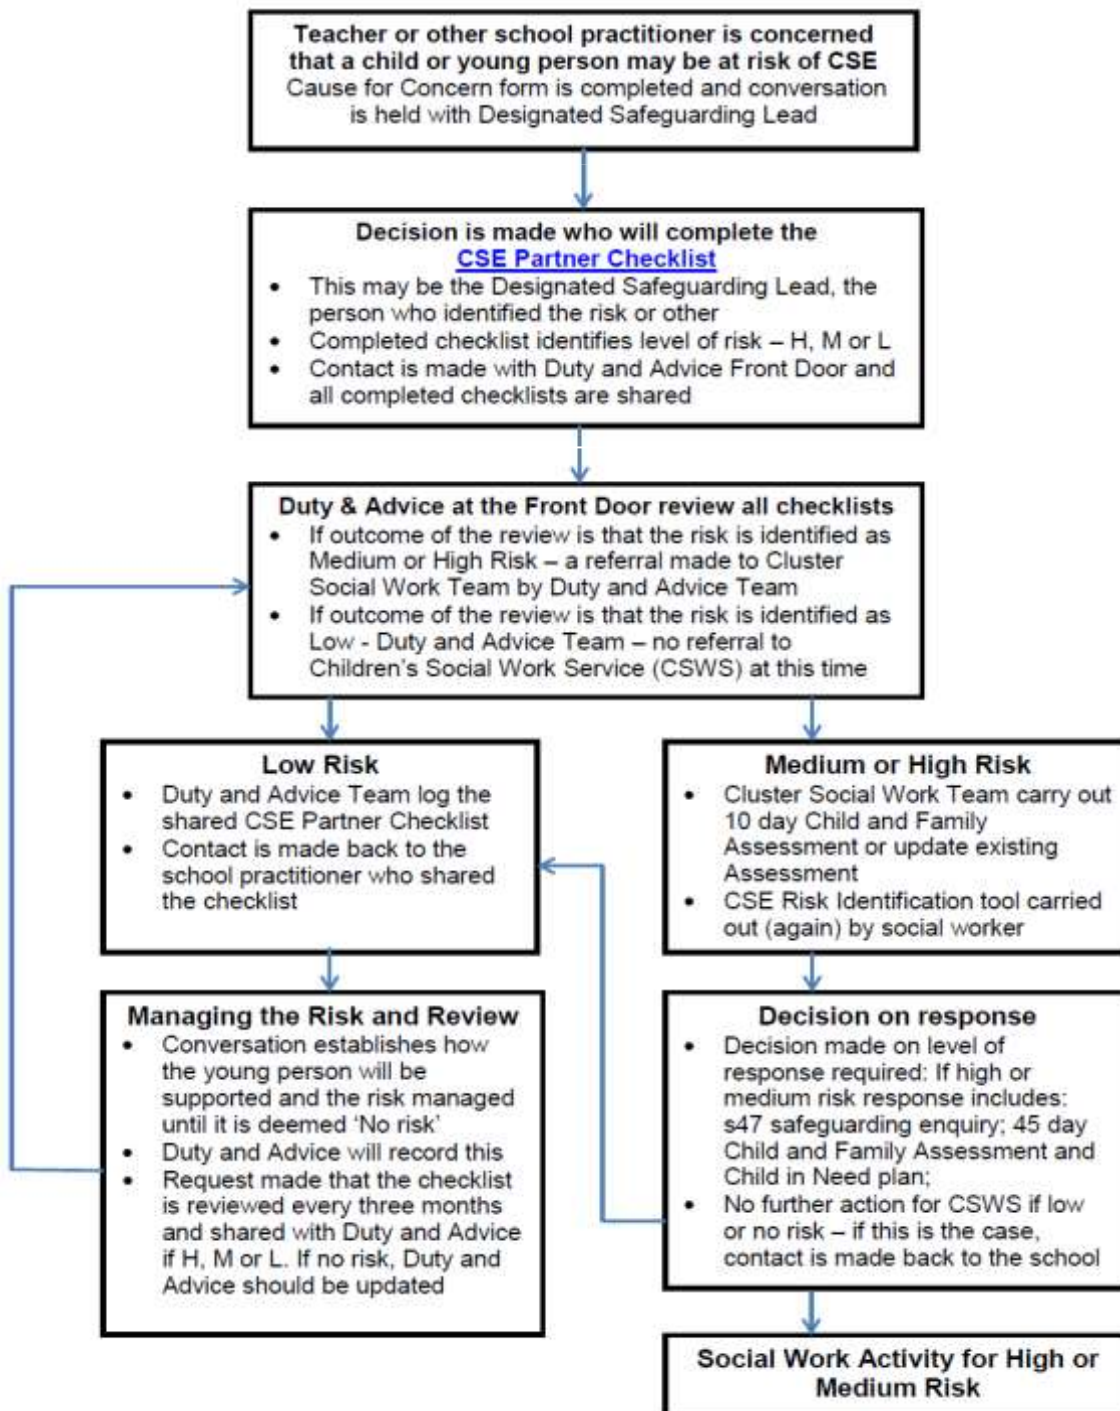 Teacher or other school practitioner is concerned
that a child or young person may be at risk of CSE
Cause for Concern form is completed and conversation
is held with Designated Safeguarding Lead
Decision is made who will complete the
CSE Partner Checklist
• This may be the Designated Safeguarding Lead, the
person who identified the risk or other
• Completed checklist identifies level of risk – H, M or L
• Contact is made with Duty and Advice Front Door and
all completed checklists are shared
Duty & Advice at the Front Door review all checklists
• If outcome of the review is that the risk is identified as
Medium or High Risk – a referral made to Cluster
Social Work Team by Duty and Advice Team
• If outcome of the review is that the risk is identified as
Low - Duty and Advice Team – no referral to
Children's Social Work Service (CSWS) at this time
Low Risk
• Duty and Advice Team log the
shared CSE Partner Checklist
• Contact is made back to the
school practitioner who shared
the checklist
Medium or High Risk
• Cluster Social Work Team carry out
10 day Child and Family
Assessment or update existing
Assessment
• CSE Risk Identification tool carried
out (again) by social worker
Managing the Risk and Review
• Conversation establishes how
the young person will be
supported and the risk managed
until it is deemed 'No risk'
• Duty and Advice will record this
• Request made that the checklist
is reviewed every three months
and shared with Duty and Advice
if H, M or L. If no risk, Duty and
Advice should be updated
Decision on response
• Decision made on level of
response required: If high or
medium risk response includes:
s47 safeguarding enquiry; 45 day
Child and Family Assessment and
Child in Need plan;
• No further action for CSWS if low
or no risk – if this is the case,
contact is made back to the school
Social Work Activity for High or
Medium Risk